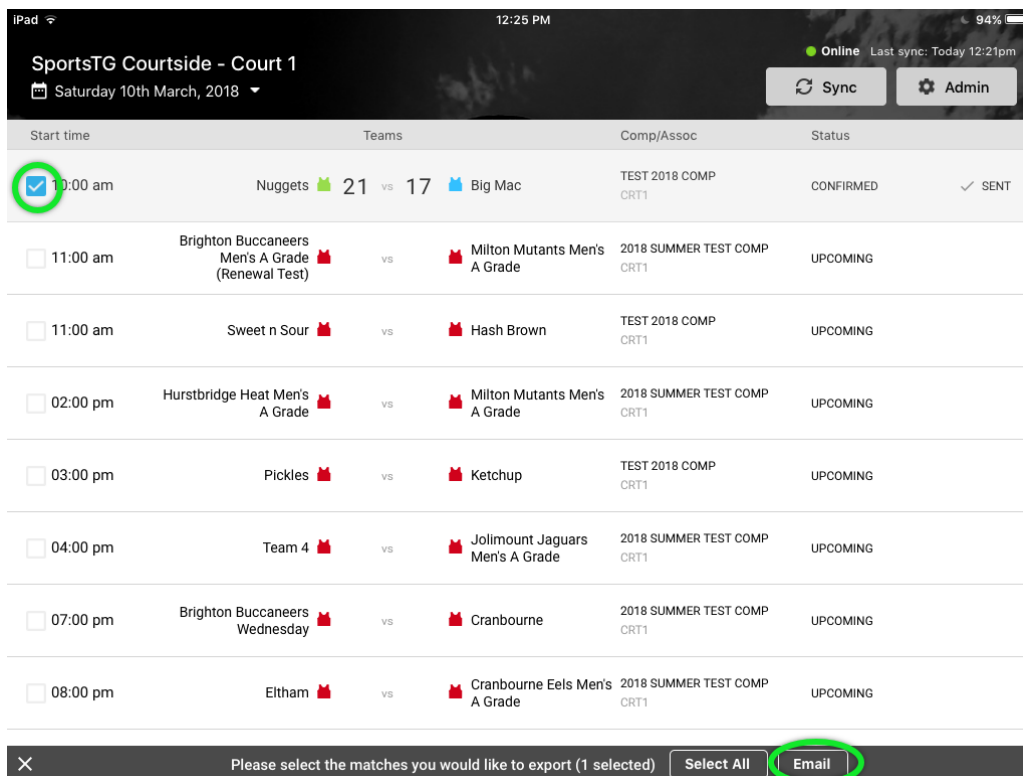 iPad 12:25 PM 94%
Online Last sync: Today 12:21pm
SportsTG Courtside - Court 1
Saturday 10th March, 2018
Sync Admin
Start time Teams Comp/Assoc Status
10:00 am Nuggets 21 vs 17 Big Mac TEST 2018 COMP CONFIRMED SENT
CRT1
Brighton Buccaneers
11:00 am Men's A Grade vs Milton Mutants Men's 2018 SUMMER TEST COMP UPCOMING
(Renewal Test) A Grade CRT1
11:00 am Sweet n Sour vs Hash Brown TEST 2018 COMP UPCOMING
CRT1
02:00 pm Hurstbridge Heat Men's vs Milton Mutants Men's 2018 SUMMER TEST COMP UPCOMING
A Grade A Grade CRT1
03:00 pm Pickles vs Ketchup TEST 2018 COMP UPCOMING
CRT1
04:00 pm Team 4 vs Jolimount Jaguars 2018 SUMMER TEST COMP UPCOMING
Men's A Grade CRT1
07:00 pm Brighton Buccaneers vs Cranbourne 2018 SUMMER TEST COMP UPCOMING
Wednesday CRT1
08:00 pm Eltham vs Cranbourne Eels Men's 2018 SUMMER TEST COMP UPCOMING
A Grade CRT1
Please select the matches you would like to export (1 selected) Select All Email